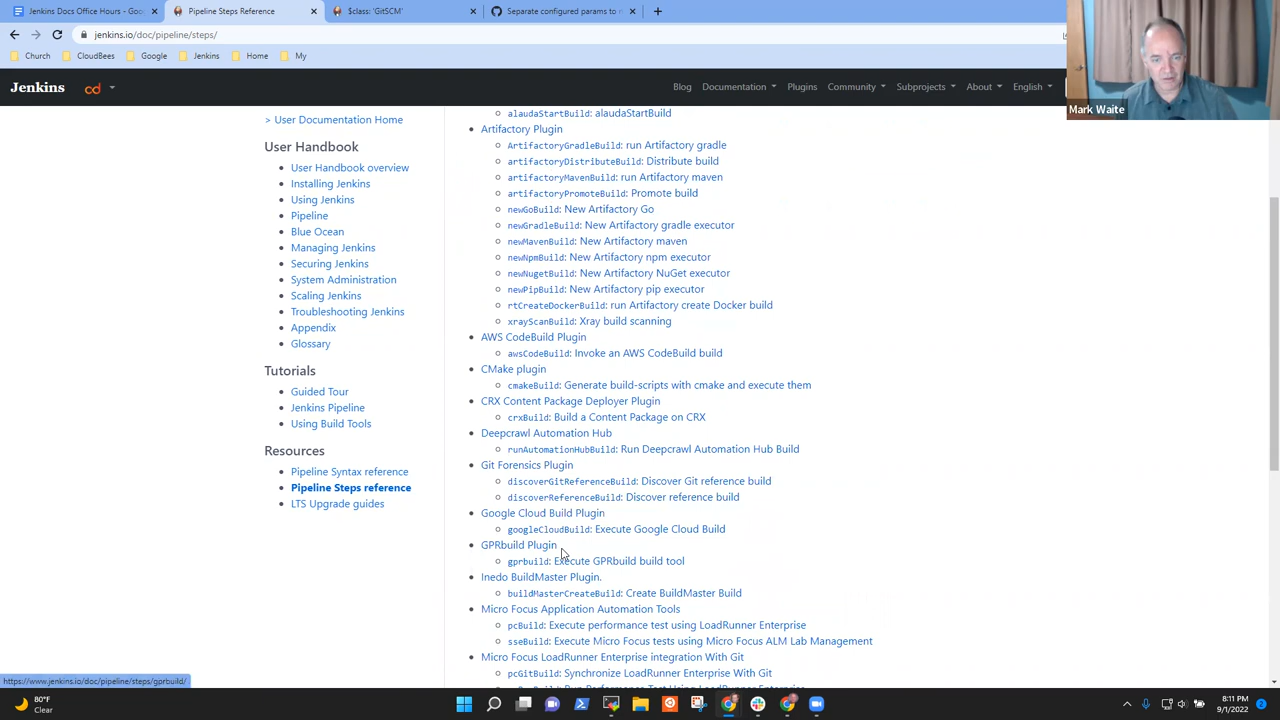 Jenkins Docs Office Hours - Goo
Pipeline Steps Reference
$class: 'GitSCM'
Separate configured params to r
jenkins.io/doc/pipeline/steps/
Church
CloudBees
Google
Jenkins
Home
My
Mark Waite
Jenkins
cd
Blog
Documentation
Plugins
Community
Subprojects
About
English
> User Documentation Home
User Handbook
User Handbook overview
Installing Jenkins
Using Jenkins
Pipeline
Blue Ocean
Managing Jenkins
Securing Jenkins
System Administration
Scaling Jenkins
Troubleshooting Jenkins
Appendix
Glossary
Tutorials
Guided Tour
Jenkins Pipeline
Using Build Tools
Resources
Pipeline Syntax reference
Pipeline Steps reference
LTS Upgrade guides
alaudaStartBuild: alaudaStartBuild
Artifactory Plugin
ArtifactoryGradleBuild: run Artifactory gradle
artifactoryDistributeBuild: Distribute build
artifactoryMavenBuild: run Artifactory maven
artifactoryPromoteBuild: Promote build
newGoBuild: New Artifactory Go
newGradleBuild: New Artifactory gradle executor
newMavenBuild: New Artifactory maven
newNpmBuild: New Artifactory npm executor
newNugetBuild: New Artifactory NuGet executor
newPipBuild: New Artifactory pip executor
rtCreateDockerBuild: run Artifactory create Docker build
xrayScanBuild: Xray build scanning
AWS CodeBuild Plugin
awsCodeBuild: Invoke an AWS CodeBuild build
CMake plugin
cmakeBuild: Generate build-scripts with cmake and execute them
CRX Content Package Deployer Plugin
crxBuild: Build a Content Package on CRX
Deepcrawl Automation Hub
runAutomationHubBuild: Run Deepcrawl Automation Hub Build
Git Forensics Plugin
discoverGitReferenceBuild: Discover Git reference build
discoverReferenceBuild: Discover reference build
Google Cloud Build Plugin
googleCloudBuild: Execute Google Cloud Build
GPRbuild Plugin
gprbuild: Execute GPRbuild build tool
Inedo BuildMaster Plugin.
buildMasterCreateBuild: Create BuildMaster Build
Micro Focus Application Automation Tools
pcBuild: Execute performance test using LoadRunner Enterprise
sseBuild: Execute Micro Focus tests using Micro Focus ALM Lab Management
Micro Focus LoadRunner Enterprise integration With Git
pcGitBuild: Synchronize LoadRunner Enterprise With Git
https://www.jenkins.io/doc/pipeline/steps/gprbuild/
80°F
Clear
8:11 PM
9/1/2022
2